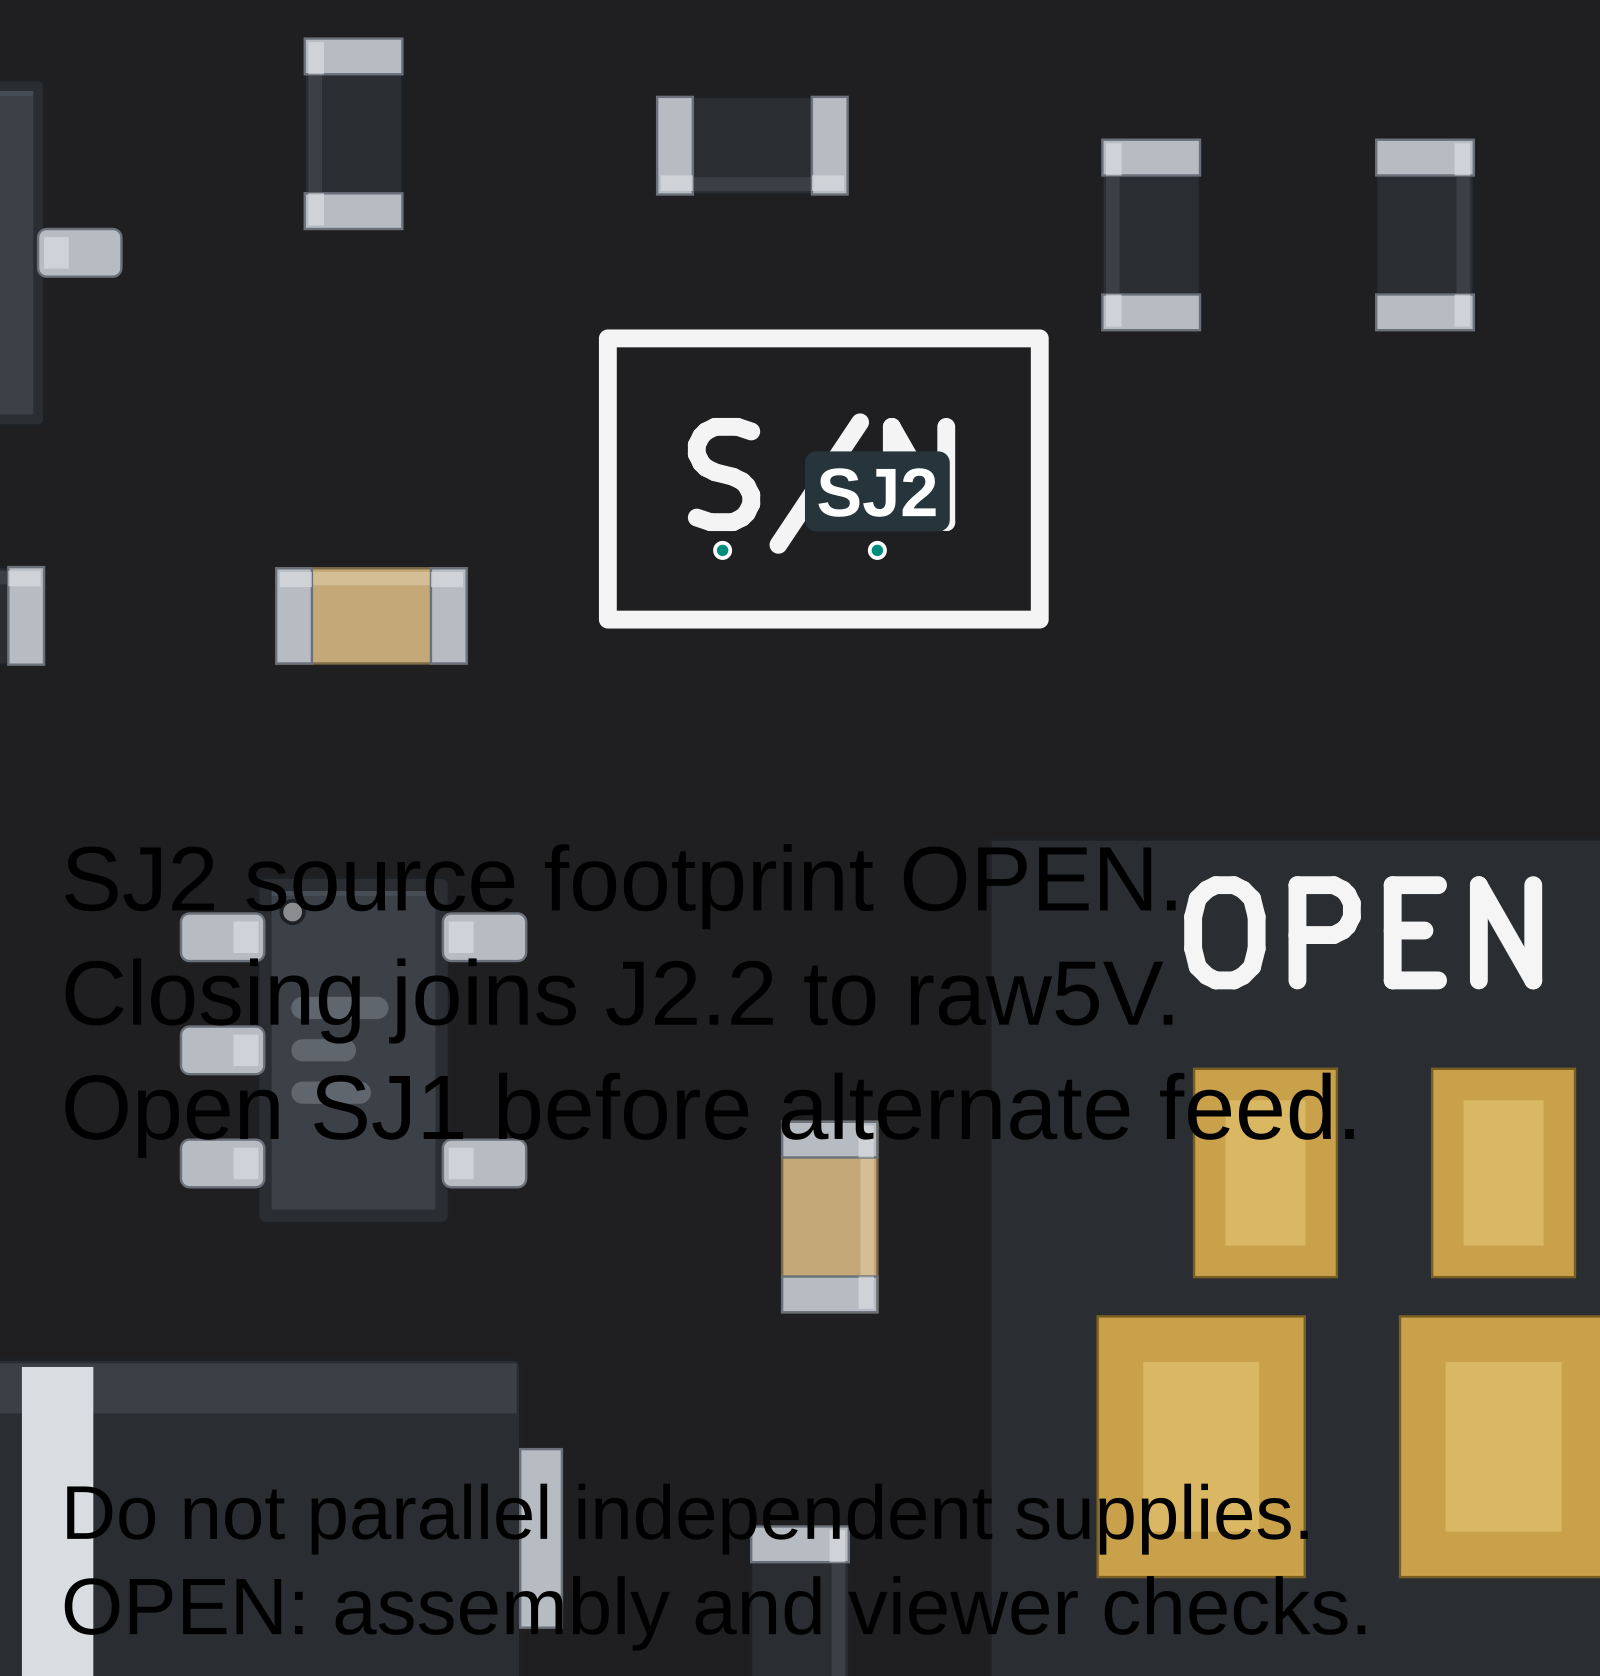 S/N
SJ2
SJ2 source footprint OPEN.
OPEN
Closing joins J2.2 to raw5V.
Open SJ1 before alternate feed.
Do not parallel independent supplies.
OPEN: assembly and viewer checks.